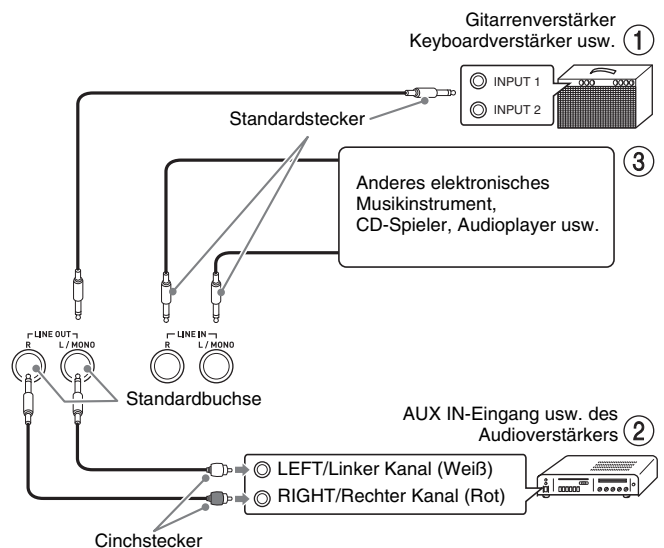 Gitarrenverstärker
Keyboardverstärker usw. ①
INPUT 1
INPUT 2
Standardstecker
③
Anderes elektronisches
Musikinstrument,
CD-Spieler, Audioplayer usw.
LINE OUT
R L / MONO
LINE IN
R L / MONO
Standardbuchse
AUX IN-Eingang usw. des
Audioverstärkers ②
LEFT/Linker Kanal (Weiß)
RIGHT/Rechter Kanal (Rot)
Cinchstecker